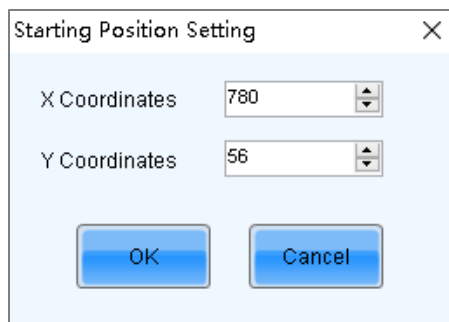 Starting Position Setting
X Coordinates 780
Y Coordinates 56
OK Cancel